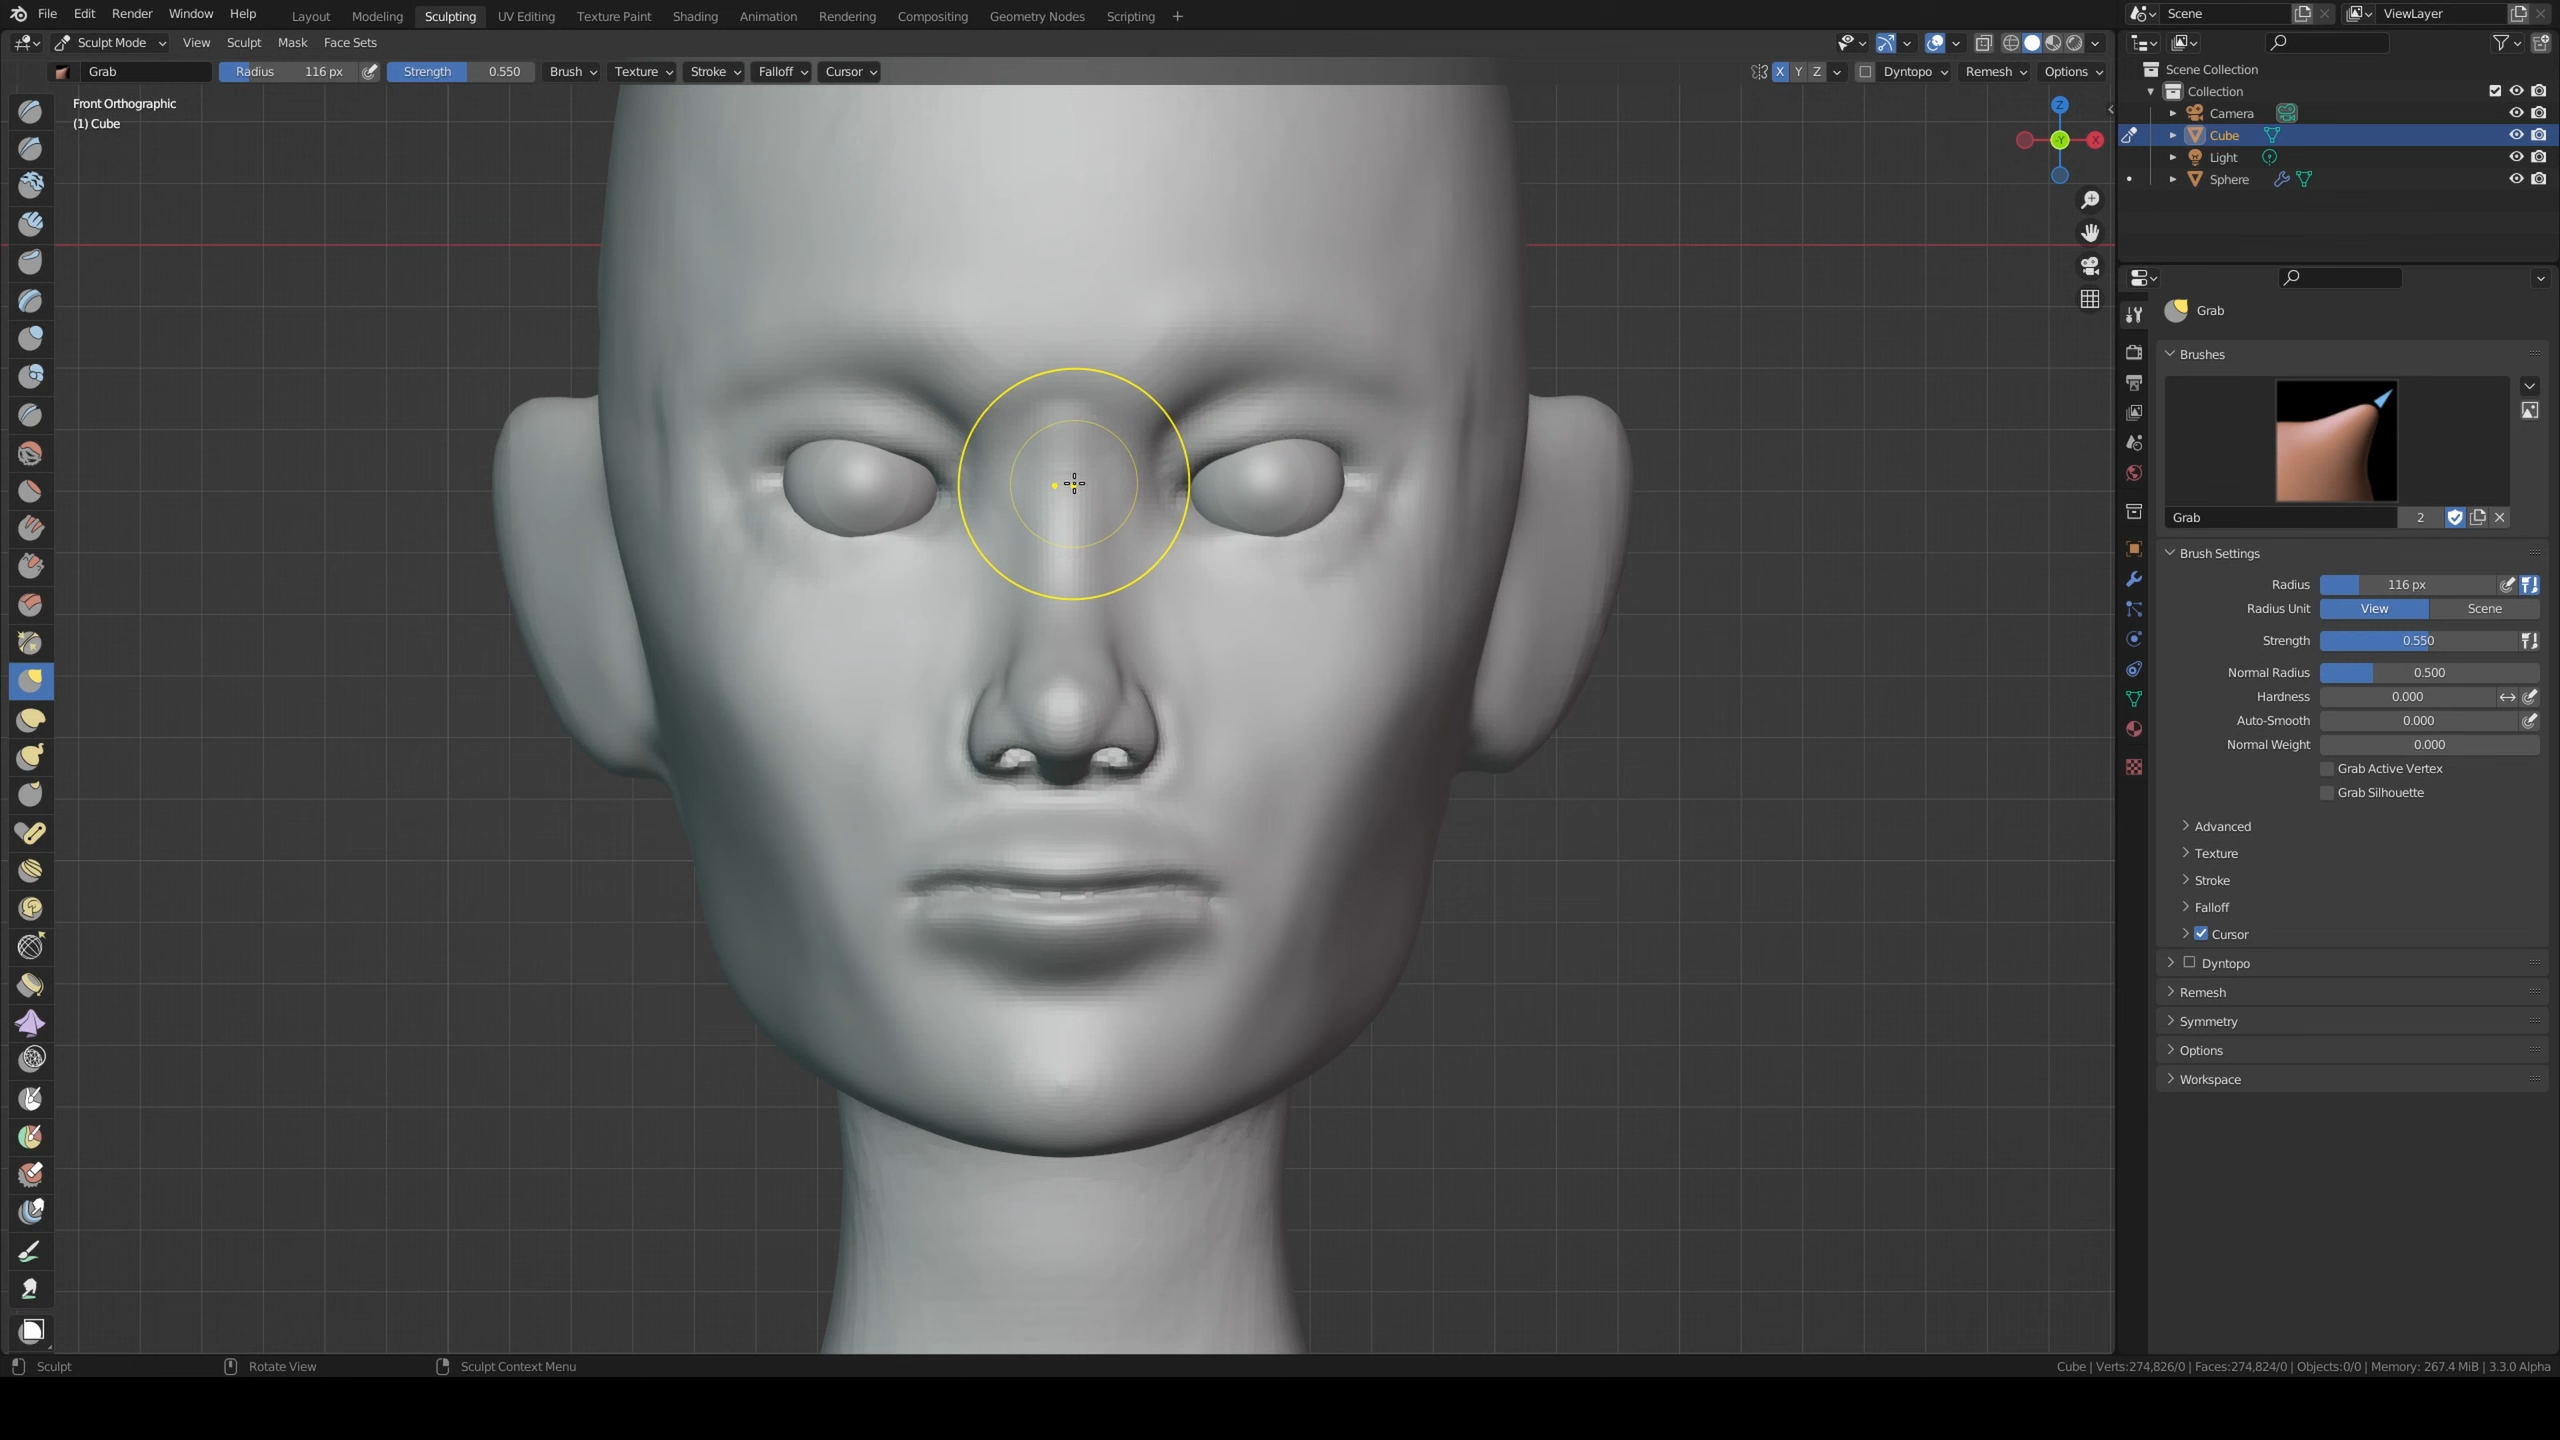 File Edit Render Window Help Layout Modeling Sculpting UV Editing Texture Paint Shading Animation Rendering Compositing Geometry Nodes Scripting + Scene ViewLayer
Sculpt Mode View Sculpt Mask Face Sets
Grab Radius 116 px Strength 0.550 Brush Texture Stroke Falloff Cursor X Y Z Dyntopo Remesh Options
Front Orthographic
(1) Cube
Z
Y
X
Scene Collection
Collection
Camera
Cube
Light
Sphere
Grab
Brushes
Grab 2
Brush Settings
Radius 116 px
Radius Unit View Scene
Strength 0.550
Normal Radius 0.500
Hardness 0.000
Auto-Smooth 0.000
Normal Weight 0.000
Grab Active Vertex
Grab Silhouette
Advanced
Texture
Stroke
Falloff
Cursor
Dyntopo
Remesh
Symmetry
Options
Workspace
Sculpt Rotate View Sculpt Context Menu Cube | Verts:274,826/0 | Faces:274,824/0 | Objects:0/0 | Memory: 267.4 MiB | 3.3.0 Alpha